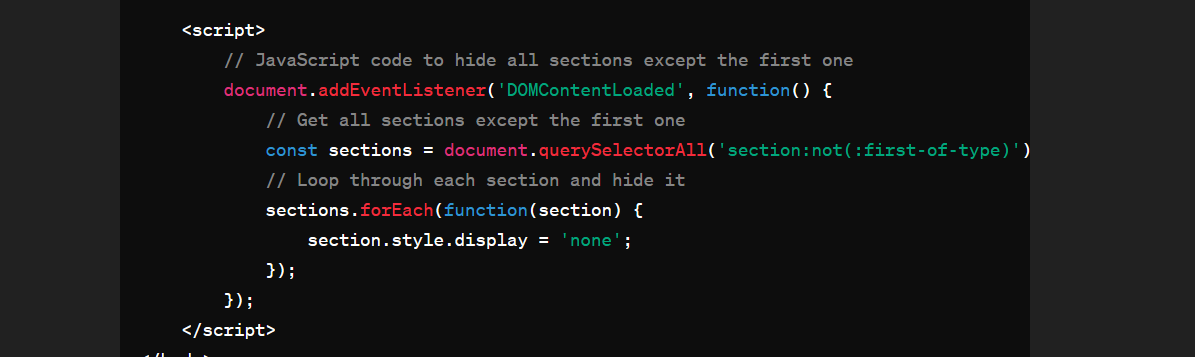 <script>
// JavaScript code to hide all sections except the first one
document.addEventListener('DOMContentLoaded', function() {
// Get all sections except the first one
const sections = document.querySelectorAll('section:not(:first-of-type)')
// Loop through each section and hide it
sections.forEach(function(section) {
section.style.display = 'none';
});
});
</script>